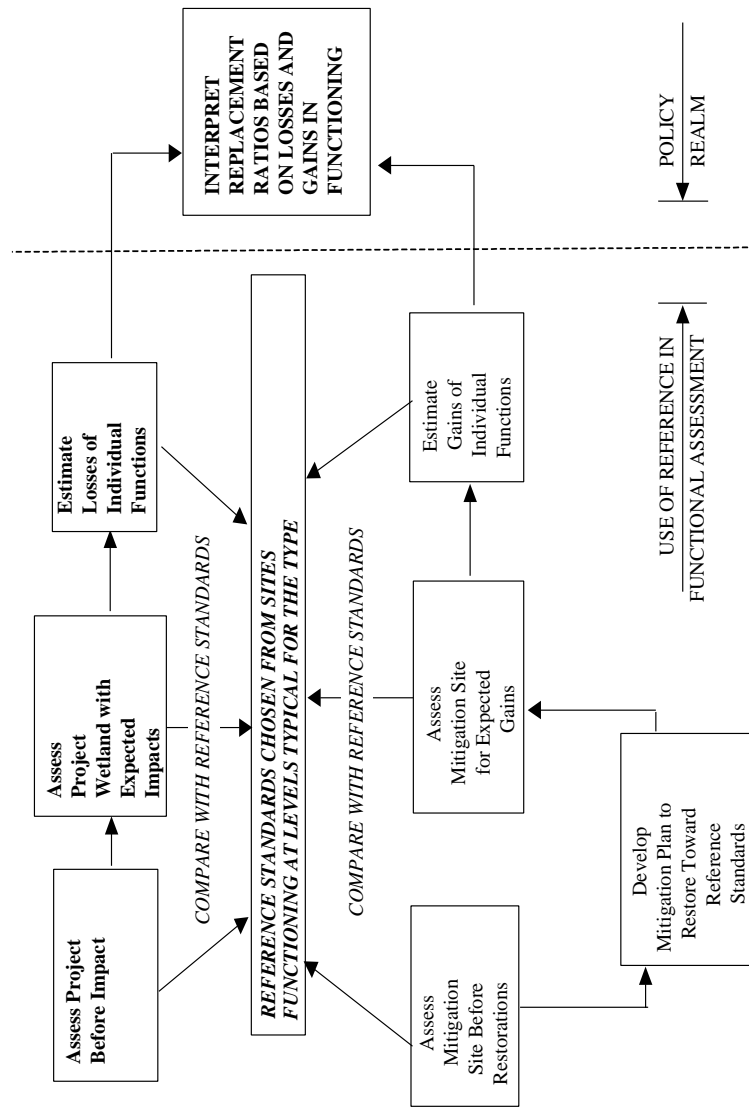 Assess Project
Before Impact
Assess
Project
Wetland with
Expected
Impacts
Estimate
Losses of
Individual
Functions
INTERPRET
REPLACEMENT
RATIOS BASED
ON LOSSES AND
GAINS IN
FUNCTIONING
COMPARE WITH REFERENCE STANDARDS
REFERENCE STANDARDS CHOSEN FROM SITES
FUNCTIONING AT LEVELS TYPICAL FOR THE TYPE
COMPARE WITH REFERENCE STANDARDS
Assess
Mitigation
Site Before
Restorations
Assess
Mitigation Site
for Expected
Gains
Estimate
Gains of
Individual
Functions
Develop
Mitigation Plan to
Restore Toward
Reference
Standards
USE OF REFERENCE IN
FUNCTIONAL ASSESSMENT
POLICY
REALM